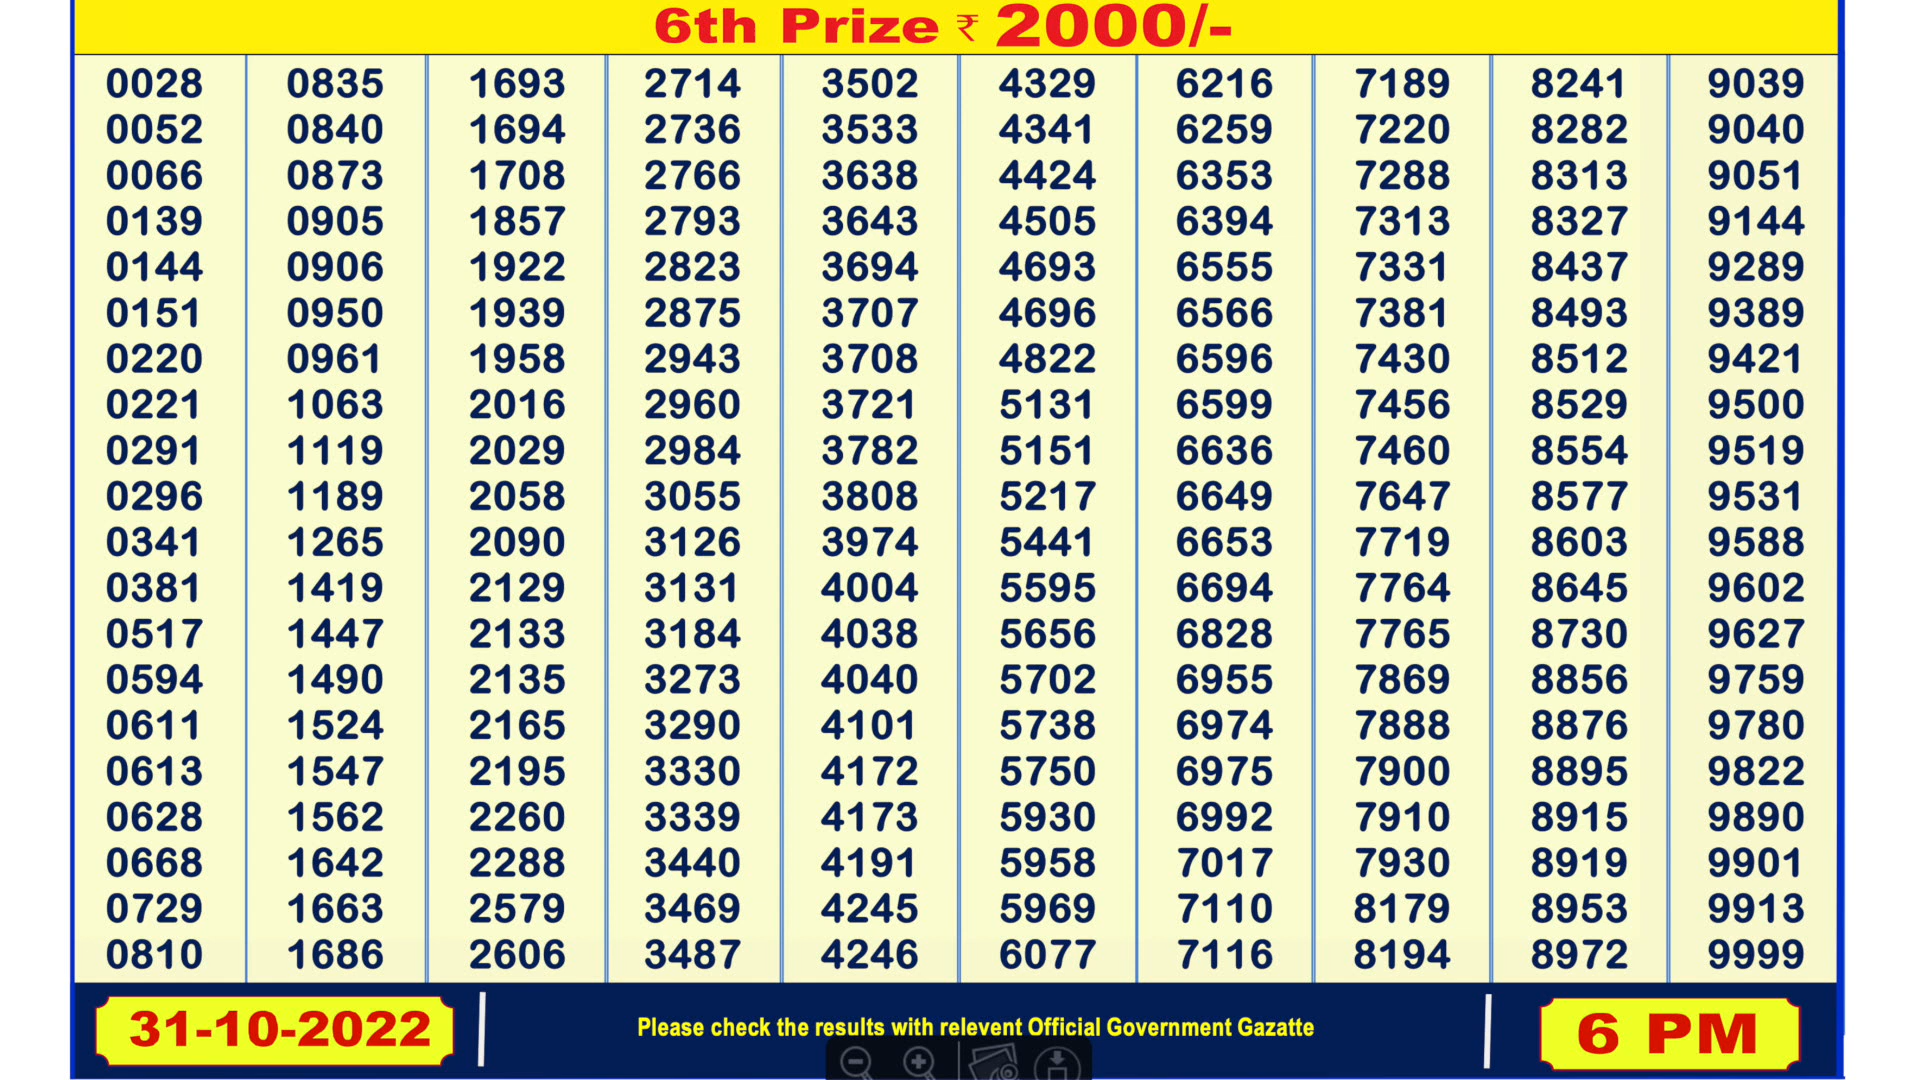 6th Prize ₹ 2000/-
0028 0835 1693 2714 3502 4329 6216 7189 8241 9039
0052 0840 1694 2736 3533 4341 6259 7220 8282 9040
0066 0873 1708 2766 3638 4424 6353 7288 8313 9051
0139 0905 1857 2793 3643 4505 6394 7313 8327 9144
0144 0906 1922 2823 3694 4693 6555 7331 8437 9289
0151 0950 1939 2875 3707 4696 6566 7381 8493 9389
0220 0961 1958 2943 3708 4822 6596 7430 8512 9421
0221 1063 2016 2960 3721 5131 6599 7456 8529 9500
0291 1119 2029 2984 3782 5151 6636 7460 8554 9519
0296 1189 2058 3055 3808 5217 6649 7647 8577 9531
0341 1265 2090 3126 3974 5441 6653 7719 8603 9588
0381 1419 2129 3131 4004 5595 6694 7764 8645 9602
0517 1447 2133 3184 4038 5656 6828 7765 8730 9627
0594 1490 2135 3273 4040 5702 6955 7869 8856 9759
0611 1524 2165 3290 4101 5738 6974 7888 8876 9780
0613 1547 2195 3330 4172 5750 6975 7900 8895 9822
0628 1562 2260 3339 4173 5930 6992 7910 8915 9890
0668 1642 2288 3440 4191 5958 7017 7930 8919 9901
0729 1663 2579 3469 4245 5969 7110 8179 8953 9913
0810 1686 2606 3487 4246 6077 7116 8194 8972 9999
31-10-2022 Please check the results with relevent Official Government Gazatte 6 PM